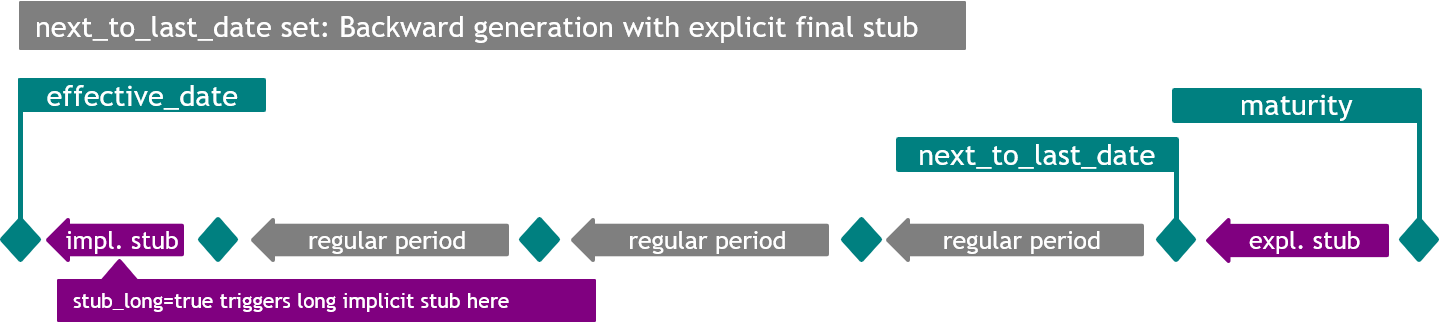 next_to_last_date set: Backward generation with explicit final stub
effective_date
maturity
next_to_last_date
impl. stub
regular period
regular period
regular period
expl. stub
stub_long=true triggers long implicit stub here